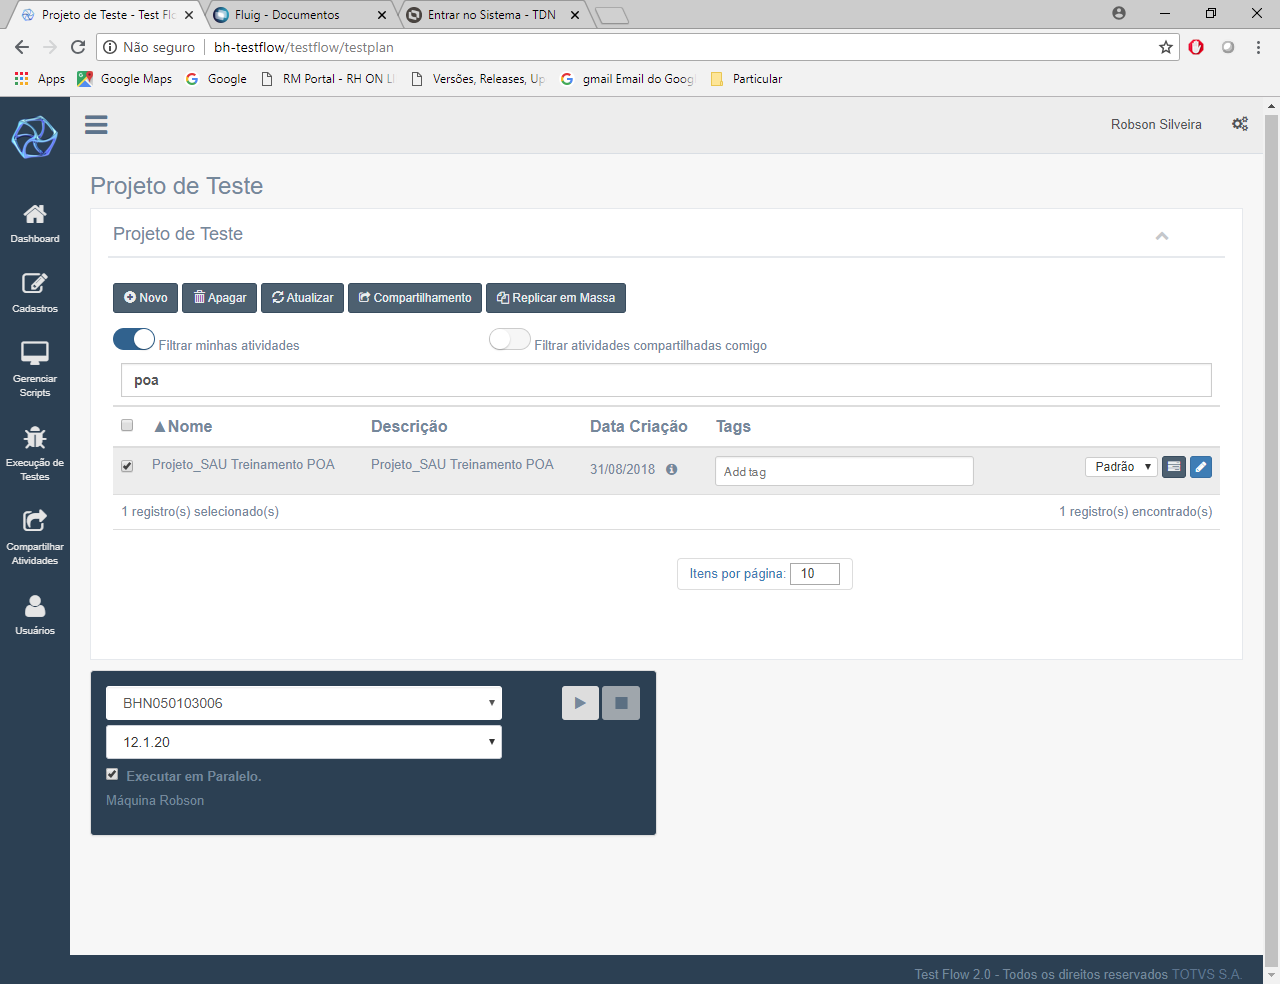 Projeto de Teste - Test Flo
Fluig - Documentos
Entrar no Sistema - TDN
Não seguro
bh-testflow/testflow/testplan
Apps
Google Maps
Google
RM Portal - RH ON LI
Versões, Releases, Up
gmail Email do Goog
Particular
Robson Silveira
Dashboard
Cadastros
Gerenciar
Scripts
Execução de
Testes
Compartilhar
Atividades
Usuários
Projeto de Teste
Projeto de Teste
Novo
Apagar
Atualizar
Compartilhamento
Replicar em Massa
Filtrar minhas atividades
Filtrar atividades compartilhadas comigo
poa
Nome
Descrição
Data Criação
Tags
Projeto_SAU Treinamento POA
Projeto_SAU Treinamento POA
31/08/2018
Add tag
Padrão
1 registro(s) selecionado(s)
1 registro(s) encontrado(s)
Itens por página: 10
BHN050103006
12.1.20
Executar em Paralelo.
Máquina Robson
Test Flow 2.0 - Todos os direitos reservados TOTVS S.A.